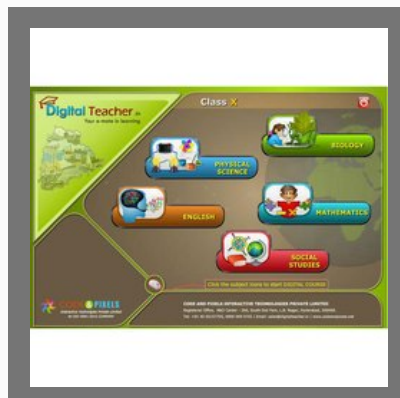 Digital Teacher
Your e-mate in learning
Class X
BIOLOGY
PHYSICAL
SCIENCE
ENGLISH
MATHEMATICS
SOCIAL
STUDIES
Click the subject icons to start DIGITAL COURSE
CODE & PIXELS
CODE AND PIXELS INTERACTIVE TECHNOLOGIES PRIVATE LIMITED